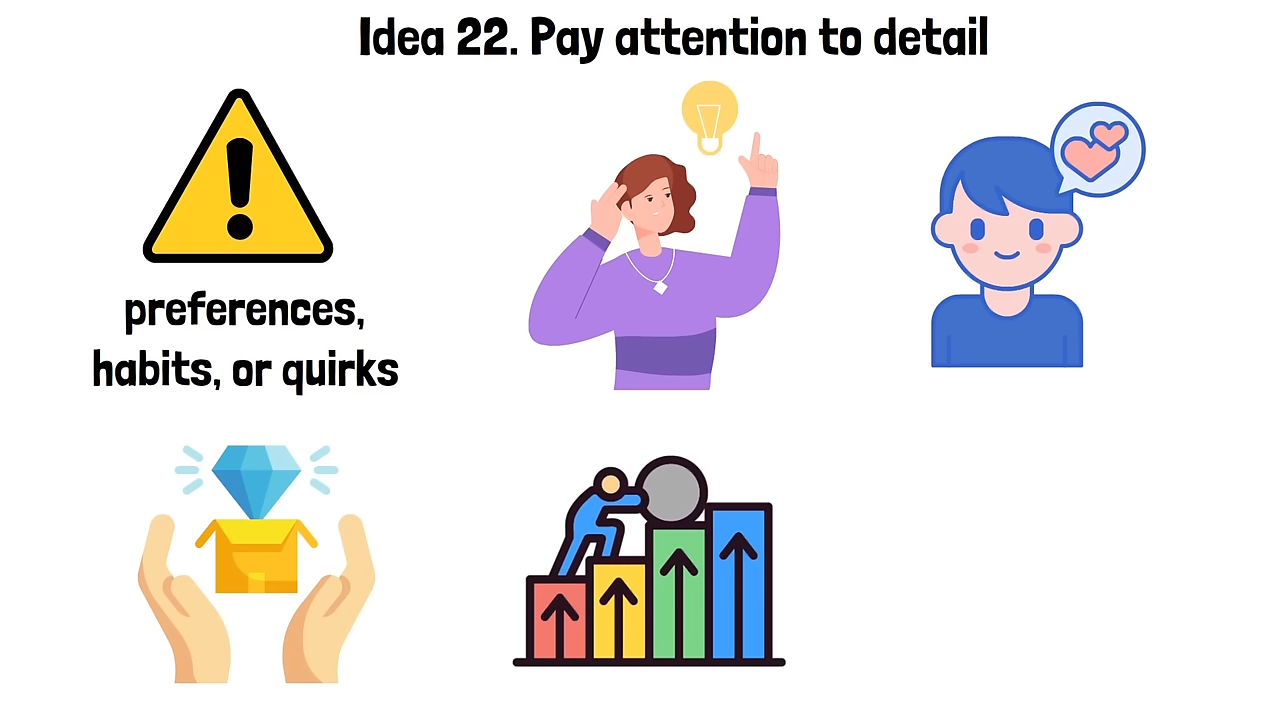 Idea 22. Pay attention to detail
preferences,
habits, or quirks